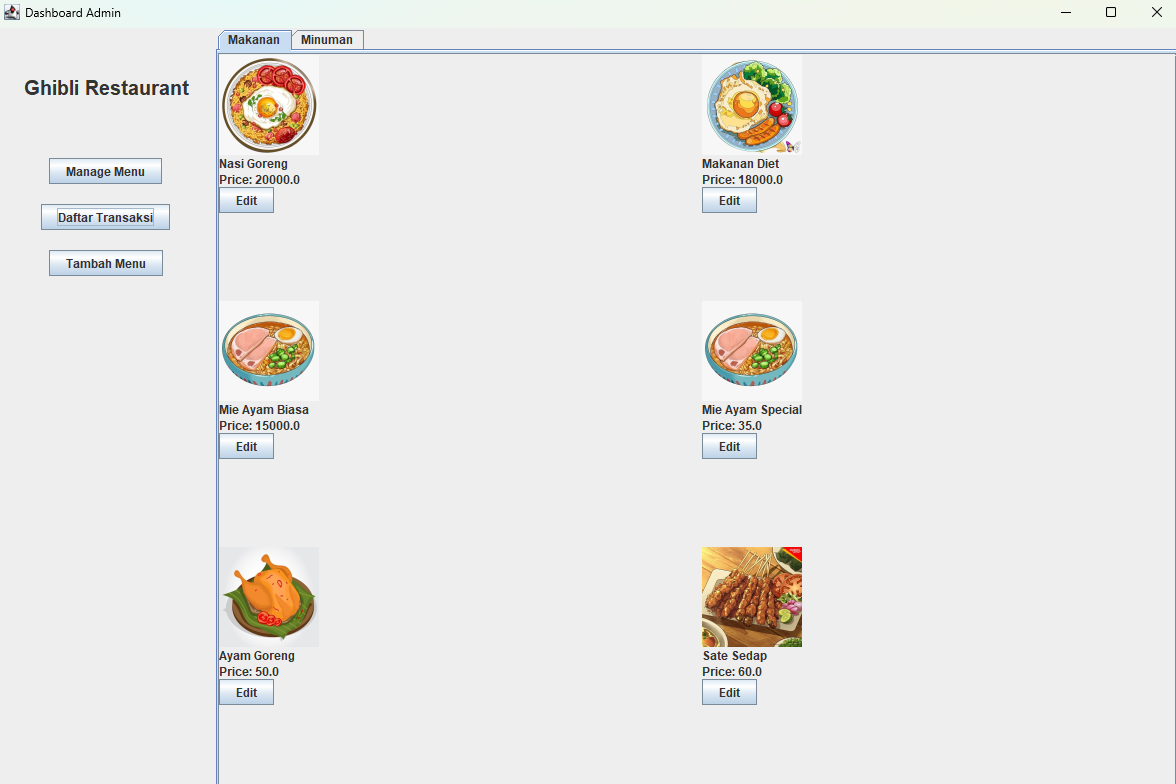 Dashboard Admin
Makanan
Minuman
Ghibli Restaurant
Manage Menu
Daftar Transaksi
Tambah Menu
Nasi Goreng
Price: 20000.0
Edit
Makanan Diet
Price: 18000.0
Edit
Mie Ayam Biasa
Price: 15000.0
Edit
Mie Ayam Special
Price: 35.0
Edit
Ayam Goreng
Price: 50.0
Edit
Sate Sedap
Price: 60.0
Edit